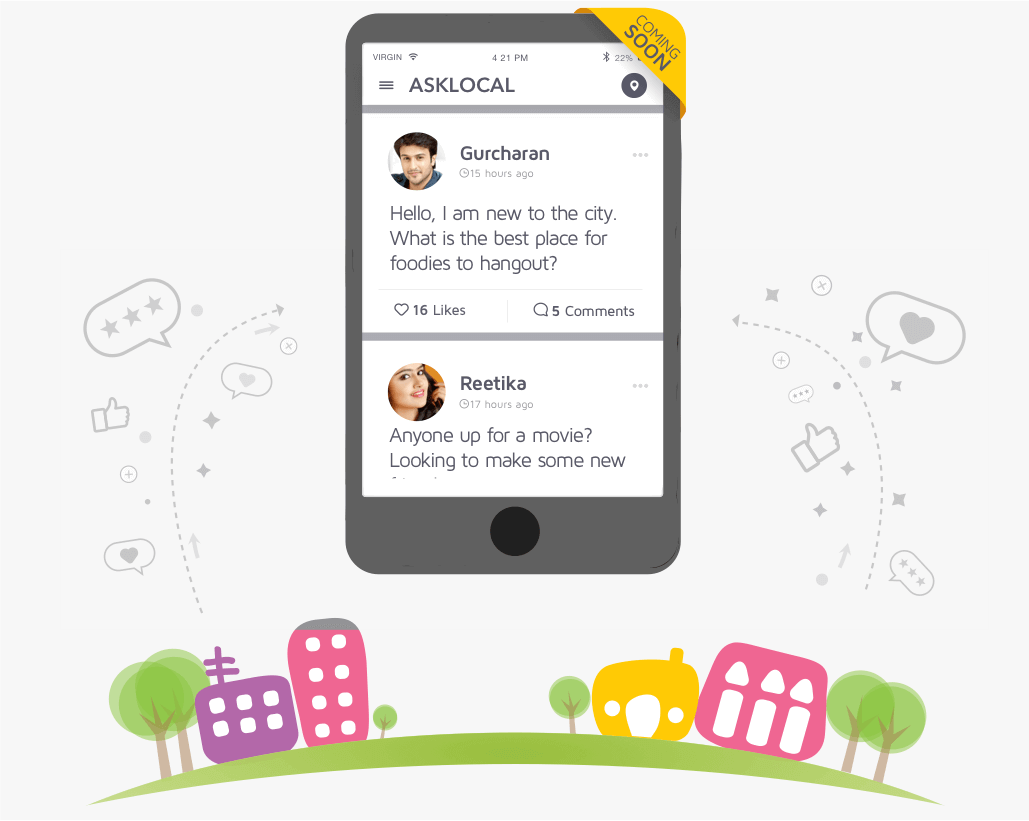 COMING
SOON
VIRGIN 4 21 PM 22%
ASKLOCAL
Gurcharan
15 hours ago
Hello, I am new to the city.
What is the best place for
foodies to hangout?
16 Likes 5 Comments
Reetika
17 hours ago
Anyone up for a movie?
Looking to make some new